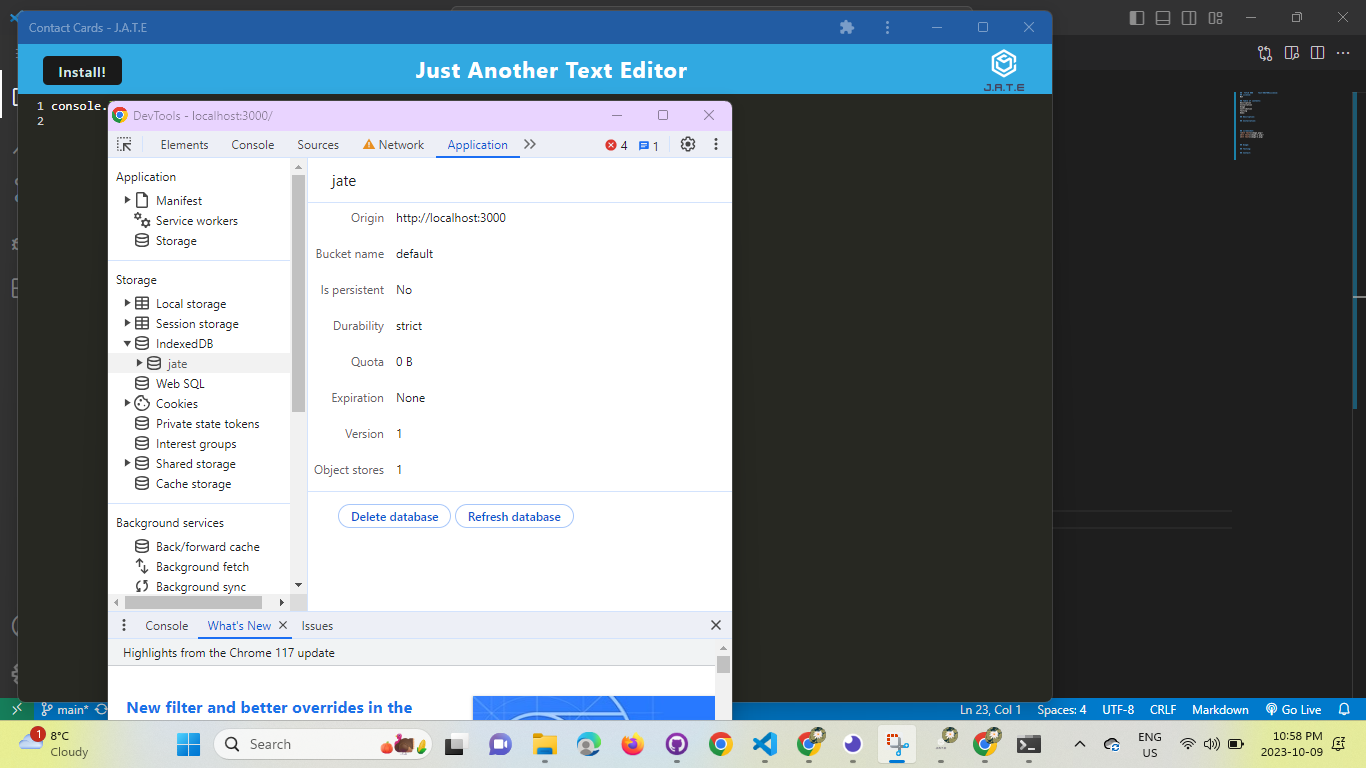 Contact Cards - J.A.T.E
Install!
Just Another Text Editor
J.A.T.E
1 console.
2
DevTools - localhost:3000/
Elements
Console
Sources
Network
Application
4
1
Application
Manifest
Service workers
Storage
Storage
Local storage
Session storage
IndexedDB
jate
Web SQL
Cookies
Private state tokens
Interest groups
Shared storage
Cache storage
Background services
Back/forward cache
Background fetch
Background sync
jate
Origin http://localhost:3000
Bucket name default
Is persistent No
Durability strict
Quota 0 B
Expiration None
Version 1
Object stores 1
Delete database
Refresh database
Console
What's New
Issues
Highlights from the Chrome 117 update
New filter and better overrides in the
main*
Ln 23, Col 1
Spaces: 4
UTF-8
CRLF
Markdown
Go Live
1
8°C
Cloudy
Search
ENG
US
10:58 PM
2023-10-09